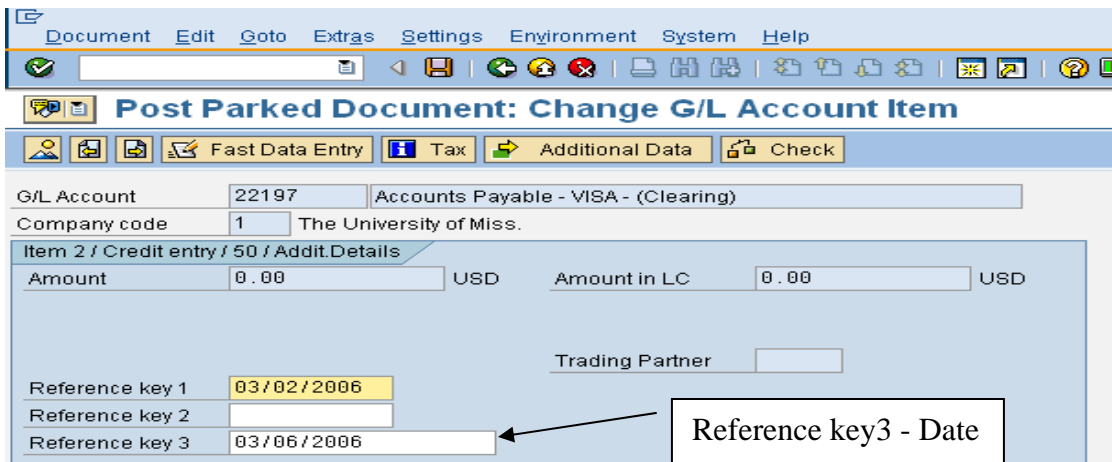 Document Edit Goto Extras Settings Environment System Help
Post Parked Document: Change G/L Account Item
Fast Data Entry Tax Additional Data Check
G/L Account 22197 Accounts Payable - VISA - (Clearing)
Company code 1 The University of Miss.
Item 2 / Credit entry / 50 / Addit.Details
Amount 0.00 USD Amount in LC 0.00 USD
Trading Partner
Reference key 1 03/02/2006
Reference key 2
Reference key 3 03/06/2006
Reference key3 - Date